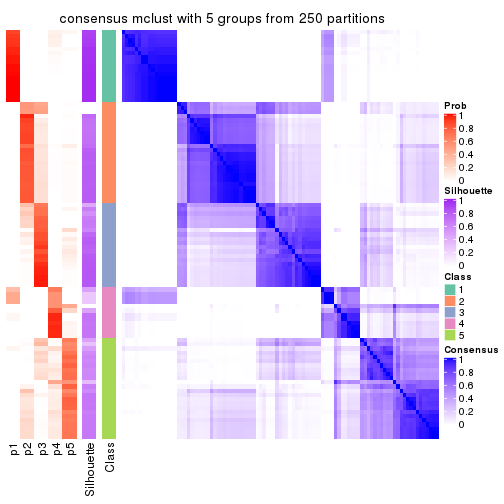 consensus mclust with 5 groups from 250 partitions
Prob
1
0.8
0.6
0.4
0.2
0
Silhouette
1
0.8
0.6
0.4
0.2
0
Class
1
2
3
4
5
Consensus
1
0.8
0.6
0.4
0.2
0
p1
p2
p3
p4
p5
Silhouette
Class